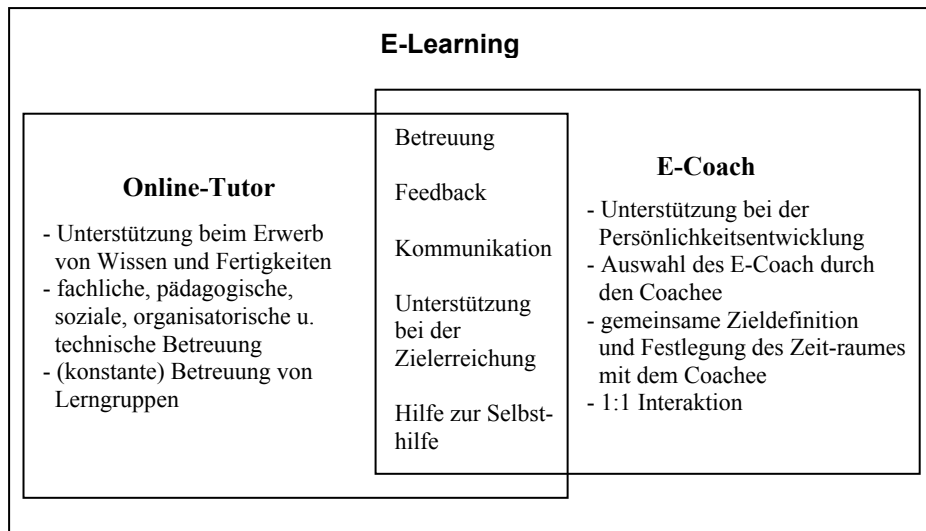 E-Learning
Online-Tutor
- Unterstützung beim Erwerb
von Wissen und Fertigkeiten
- fachliche, pädagogische,
soziale, organisatorische u.
technische Betreuung
- (konstante) Betreuung von
Lerngruppen
Betreuung
Feedback
Kommunikation
Unterstützung
bei der
Zielerreichung
Hilfe zur Selbst-
hilfe
E-Coach
- Unterstützung bei der
Persönlichkeitsentwicklung
- Auswahl des E-Coach durch
den Coachee
- gemeinsame Zieldefinition
und Festlegung des Zeit-raumes
mit dem Coachee
- 1:1 Interaktion